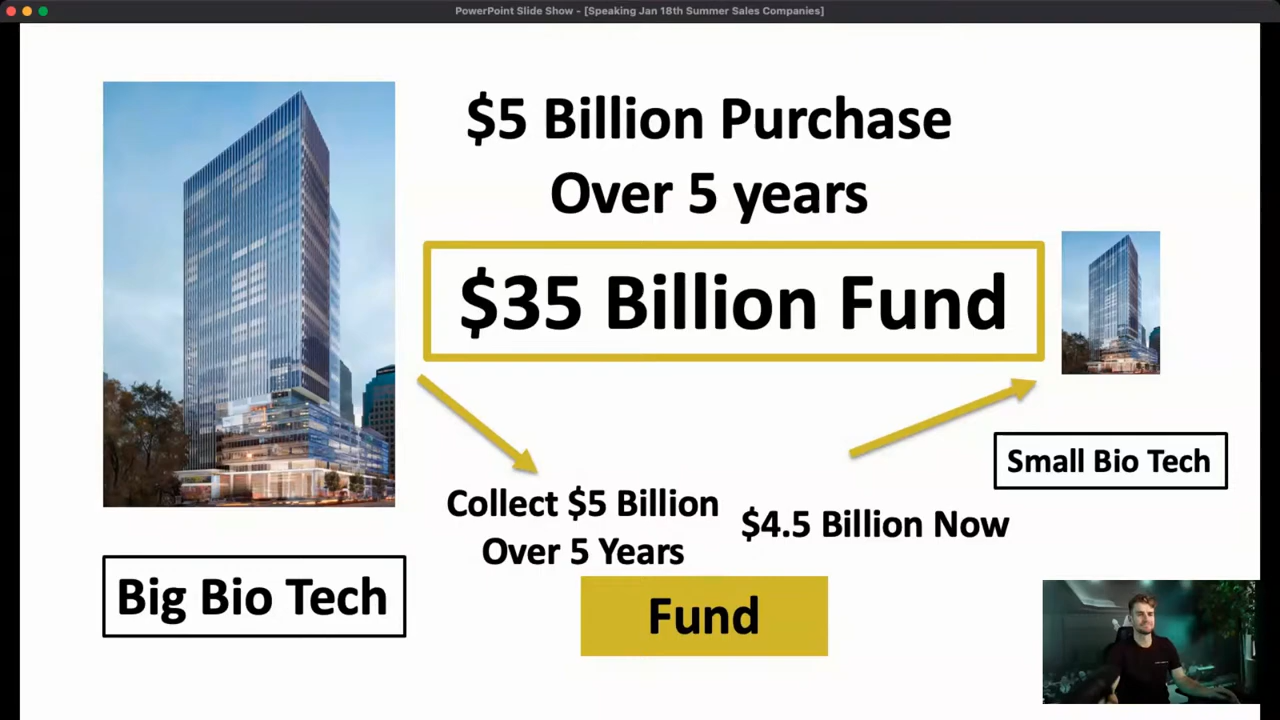 PowerPoint Slide Show - [Speaking Jan 18th Summer Sales Companies]
$5 Billion Purchase
Over 5 years
$35 Billion Fund
Small Bio Tech
Collect $5 Billion
Over 5 Years
$4.5 Billion Now
Big Bio Tech
Fund